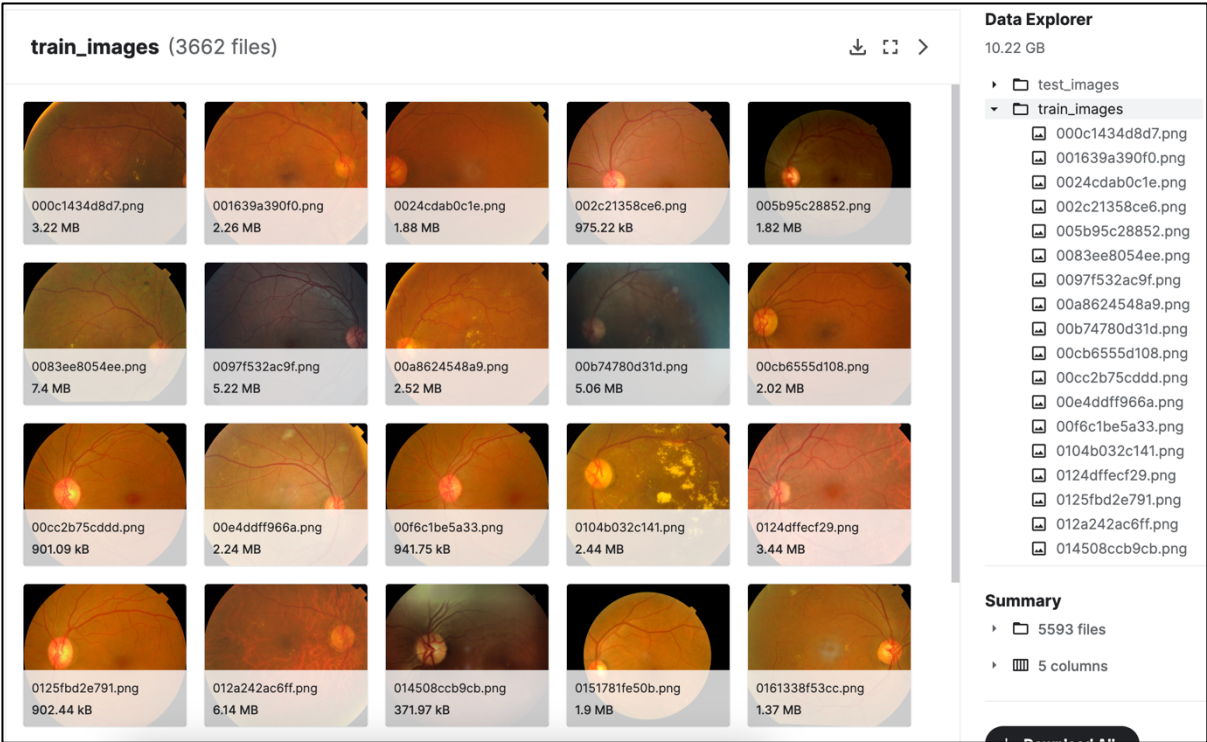 train_images (3662 files)
000c1434d8d7.png
3.22 MB
001639a390f0.png
2.26 MB
0024cdab0c1e.png
1.88 MB
002c21358ce6.png
975.22 kB
005b95c28852.png
1.82 MB
0083ee8054ee.png
7.4 MB
0097f532ac9f.png
5.22 MB
00a8624548a9.png
2.52 MB
00b74780d31d.png
5.06 MB
00cb6555d108.png
2.02 MB
00cc2b75cddd.png
901.09 kB
00e4ddff966a.png
2.24 MB
00f6c1be5a33.png
941.75 kB
0104b032c141.png
2.44 MB
0124dffecf29.png
3.44 MB
0125fbd2e791.png
902.44 kB
012a242ac6ff.png
6.14 MB
014508ccb9cb.png
371.97 kB
0151781fe50b.png
1.9 MB
0161338f53cc.png
1.37 MB
Data Explorer
10.22 GB
test_images
train_images
000c1434d8d7.png
001639a390f0.png
0024cdab0c1e.png
002c21358ce6.png
005b95c28852.png
0083ee8054ee.png
0097f532ac9f.png
00a8624548a9.png
00b74780d31d.png
00cb6555d108.png
00cc2b75cddd.png
00e4ddff966a.png
00f6c1be5a33.png
0104b032c141.png
0124dffecf29.png
0125fbd2e791.png
012a242ac6ff.png
014508ccb9cb.png
Summary
5593 files
5 columns
Download All